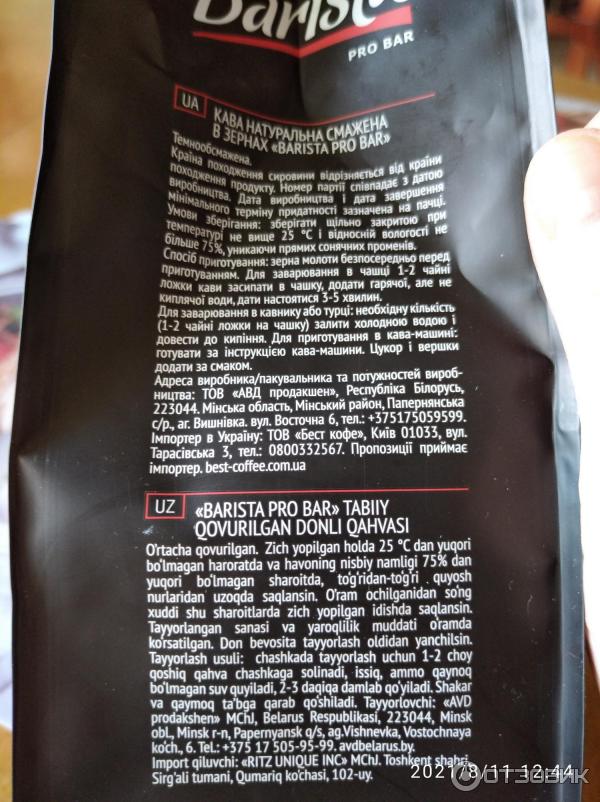 Barista
PRO BAR
UA
КАВА НАТУРАЛЬНА СМАЖЕНА
В ЗЕРНАХ «BARISTA PRO BAR»
Темнообсмажена.
Країна походження сировини відрізняється від країни
походження продукту. Номер партії співпадає з датою
виробництва. Дата виробництва і дата завершення
мінімального терміну придатності зазначена на пачці.
Умови зберігання: зберігати щільно закритою при
температурі не вище 25 °С і відносній вологості не
більше 75%, уникаючи прямих сонячних променів.
Спосіб приготування: зерна молоти безпосередньо перед
приготуванням. Для заварювання в чашці 1-2 чайні
ложки кави засипати в чашку, додати гарячої, але не
киплячої води, дати настоятися 3-5 хвилин.
Для заварювання в кавнику або турці: необхідну кількість
(1-2 чайні ложки на чашку) залити холодною водою і
довести до кипіння. Для приготування в кава-машині:
готувати за інструкцією кава-машини. Цукор і вершки
додати за смаком.
Адреса виробника/пакувальника та потужностей вироб-
ництва: ТОВ «АВД продакшен», Республіка Білорусь,
223044. Мінська область, Мінський район, Папернянська
с/р., аг. Вишнівка. вул. Восточна 6, тел.: +375175059599.
Імпортер в Україну: ТОВ «Бест кофе», Київ 01033, вул.
Тарасівська 3, тел.: 0800332567. Пропозиції приймає
імпортер. best-coffee.com.ua
UZ
«BARISTA PRO BAR» TABIIY
QOVURILGAN DONLI QAHVASI
O'rtacha qovurilgan. Zich yopilgan holda 25 °C dan yuqori
bo'lmagan haroratda va havoning nisbiy namligi 75% dan
yuqori bo'lmagan sharoitda, to'g'ridan-to'g'ri quyosh
nurlaridan uzoqda saqlansin. O'ram ochilganidan so'ng
xuddi shu sharoitlarda zich yopilgan idishda saqlansin.
Tayyorlangan sanasi va yaroqlilik muddati o'ramda
ko'rsatilgan. Don bevosita tayyorlash oldidan yanchilsin.
Tayyorlash usuli: chashkada tayyorlash uchun 1-2 choy
qoshiq qahva chashkaga solinadi, issiq, ammo qaynoq
bo'lmagan suv quyiladi, 2-3 daqiqa damlab qo'yiladi. Shakar
va qaymoq ta'bga qarab qo'shiladi. Tayyorlovchi: «AVD
prodakshen» MChJ, Belarus Respublikasi, 223044, Minsk
obl., Minsk r-n, Papernyansk q/s, ag.Vishnevka, Vostochnaya
ko'ch., 6. Tel.: +375 17 505-95-99. avdbelarus.by.
Import qiluvchi: «RITZ UNIQUE INC» MChJ. Toshkent shahri,
Sirg'ali tumani, Qumariq ko'chasi, 102-uy.
2021/8/11 12:44
ОТЗОВИК